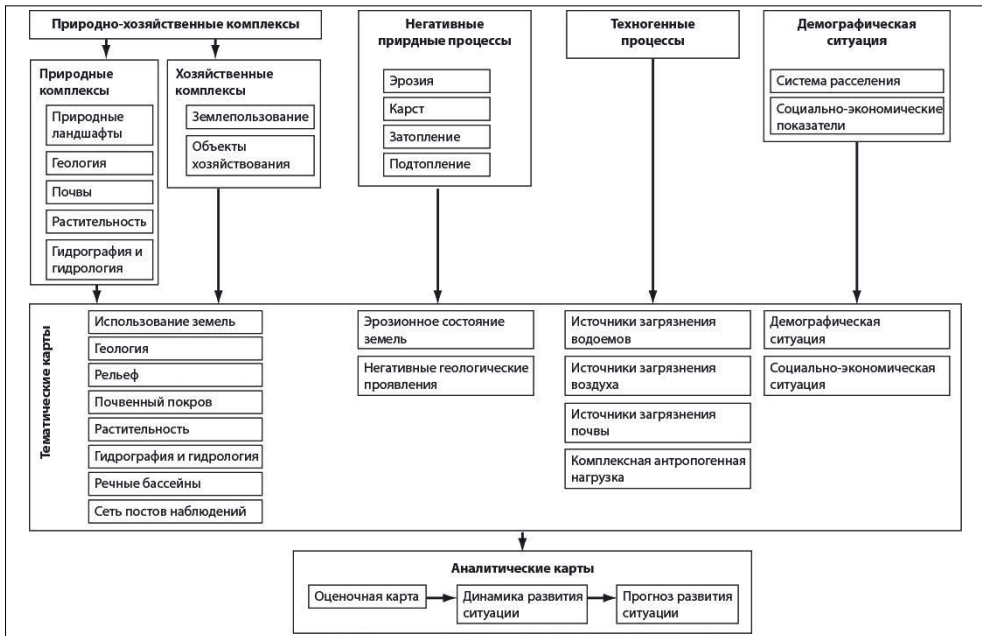 Природно-хозяйственные комплексы
Природные
комплексы
Природные
ландшафты
Геология
Почвы
Растительность
Гидрография и
гидрология
Хозяйственные
комплексы
Землепользование
Объекты
хозяйствования
Негативные
прирдные процессы
Эрозия
Карст
Затопление
Подтопление
Техногенные
процессы
Демографическая
ситуация
Система расселения
Социально-экономические
показатели
Тематические карты
Использование земель
Геология
Рельеф
Почвенный покров
Растительность
Гидрография и гидрология
Речные бассейны
Сеть постов наблюдений
Эрозионное состояние
земель
Негативные геологические
проявления
Источники загрязнения
водоемов
Источники загрязнения
воздуха
Источники загрязнения
почвы
Комплексная антропогенная
нагрузка
Демографическая
ситуация
Социально-экономическая
ситуация
Аналитические карты
Оценочная карта
Динамика развития
ситуации
Прогноз развития
ситуации